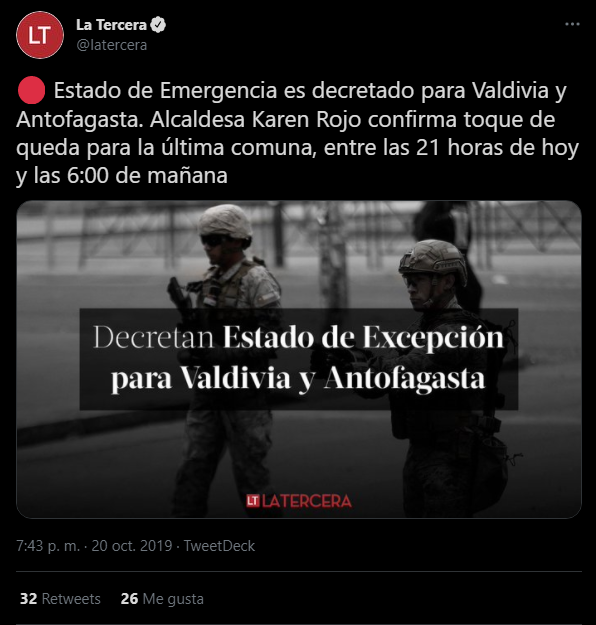 LT
La Tercera
@latercera
Estado de Emergencia es decretado para Valdivia y
Antofagasta. Alcaldesa Karen Rojo confirma toque de
queda para la última comuna, entre las 21 horas de hoy
y las 6:00 de mañana
Decretan Estado de Excepción
para Valdivia y Antofagasta
LT LATERCERA
7:43 p. m. · 20 oct. 2019 · TweetDeck
32 Retweets 26 Me gusta